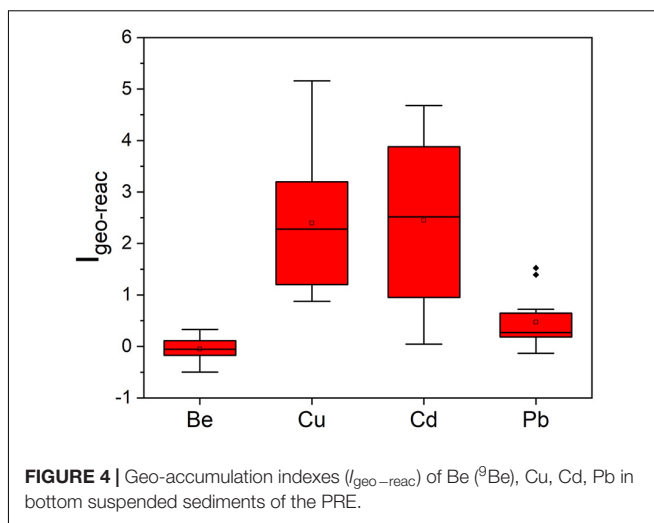 6
5
4
3
2
1
0
-1
I geo-reac
Be
Cu
Cd
Pb
FIGURE 4 | Geo-accumulation indexes (Igeo−reac) of Be (⁹Be), Cu, Cd, Pb in
bottom suspended sediments of the PRE.